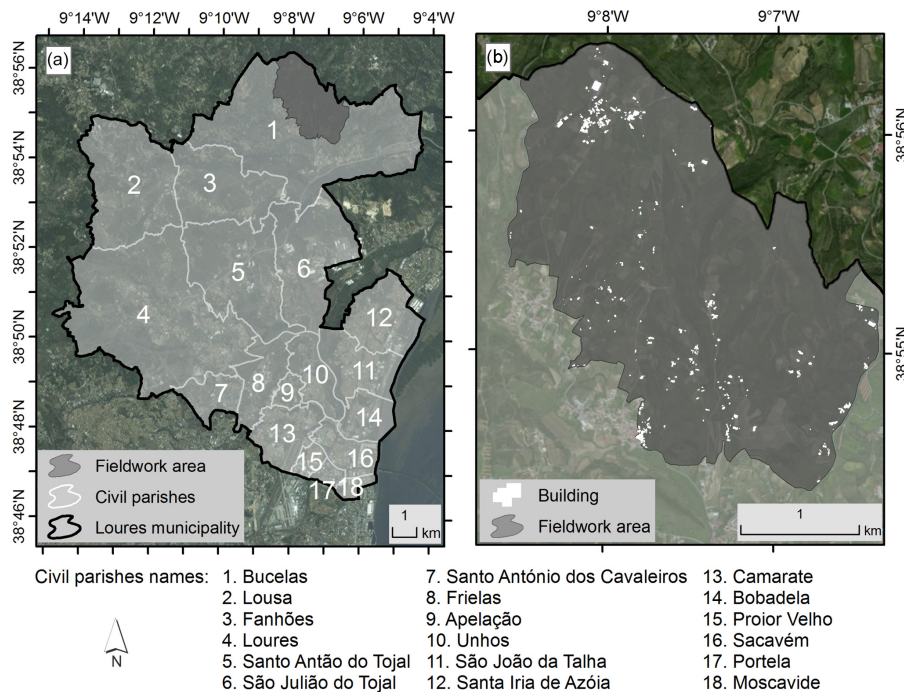 9°14'W 9°12'W 9°10'W 9°8'W 9°6'W 9°4'W
9°8'W 9°7'W
(a)
(b)
38°56'N
38°54'N
38°52'N
38°50'N
38°48'N
38°46'N
38°56'N
38°55'N
1
2
3
4
5
6
7
8
9
10
11
12
13
14
15
16
17
18
Fieldwork area
Civil parishes
Loures municipality
1
km
Building
Fieldwork area
1
km
Civil parishes names:
1. Bucelas
2. Lousa
3. Fanhões
4. Loures
5. Santo Antão do Tojal
6. São Julião do Tojal
7. Santo António dos Cavaleiros
8. Frielas
9. Apelação
10. Unhos
11. São João da Talha
12. Santa Iria de Azóia
13. Camarate
14. Bobadela
15. Proior Velho
16. Sacavém
17. Portela
18. Moscavide
N